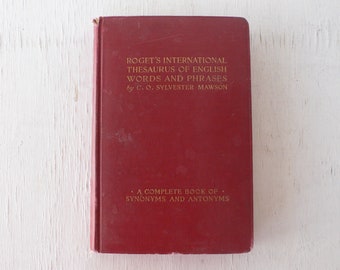 ROGET'S INTERNATIONAL
THESAURUS OF ENGLISH
WORDS AND PHRASES
by C. O. SYLVESTER MAWSON
· A COMPLETE BOOK OF ·
SYNONYMS AND ANTONYMS